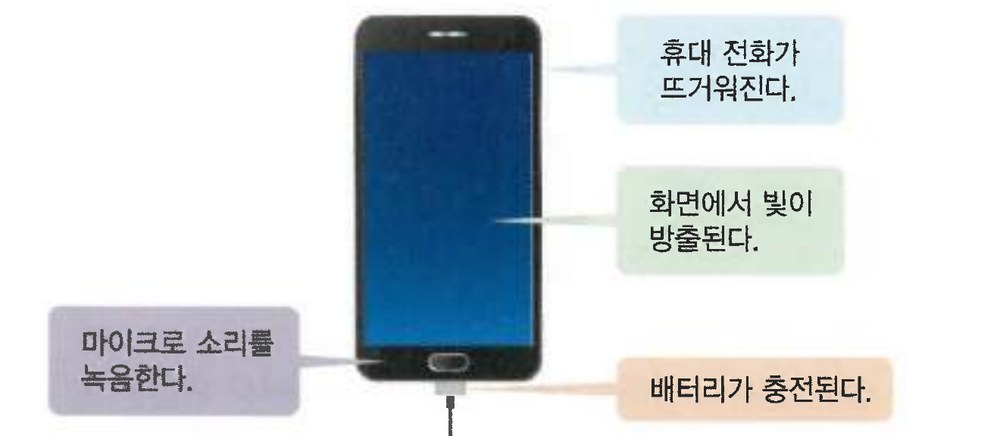 휴대 전화가
뜨거워진다.
화면에서 빛이
방출된다.
마이크로 소리를
녹음한다.
배터리가 충전된다.